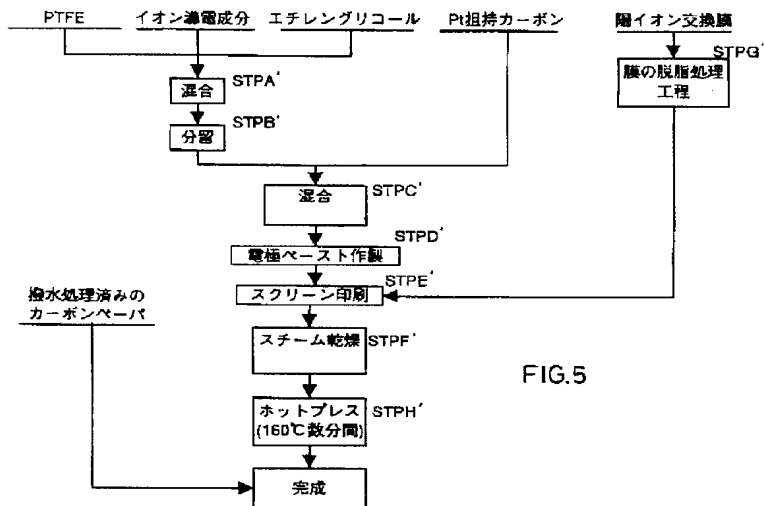 PTFE
イオン導電成分
エチレングリコール
Pt担持カーボン
陽イオン交換膜
STPG'
膜の脱脂処理
工程
混合
STPA'
分留
STPB'
混合
STPC'
STPD'
電極ペースト作製
STPE'
スクリーン印刷
撥水処理済みの
カーボンペーパ
スチーム乾燥
STPF'
FIG.5
ホットプレス
(160℃数分間)
STPH'
完成